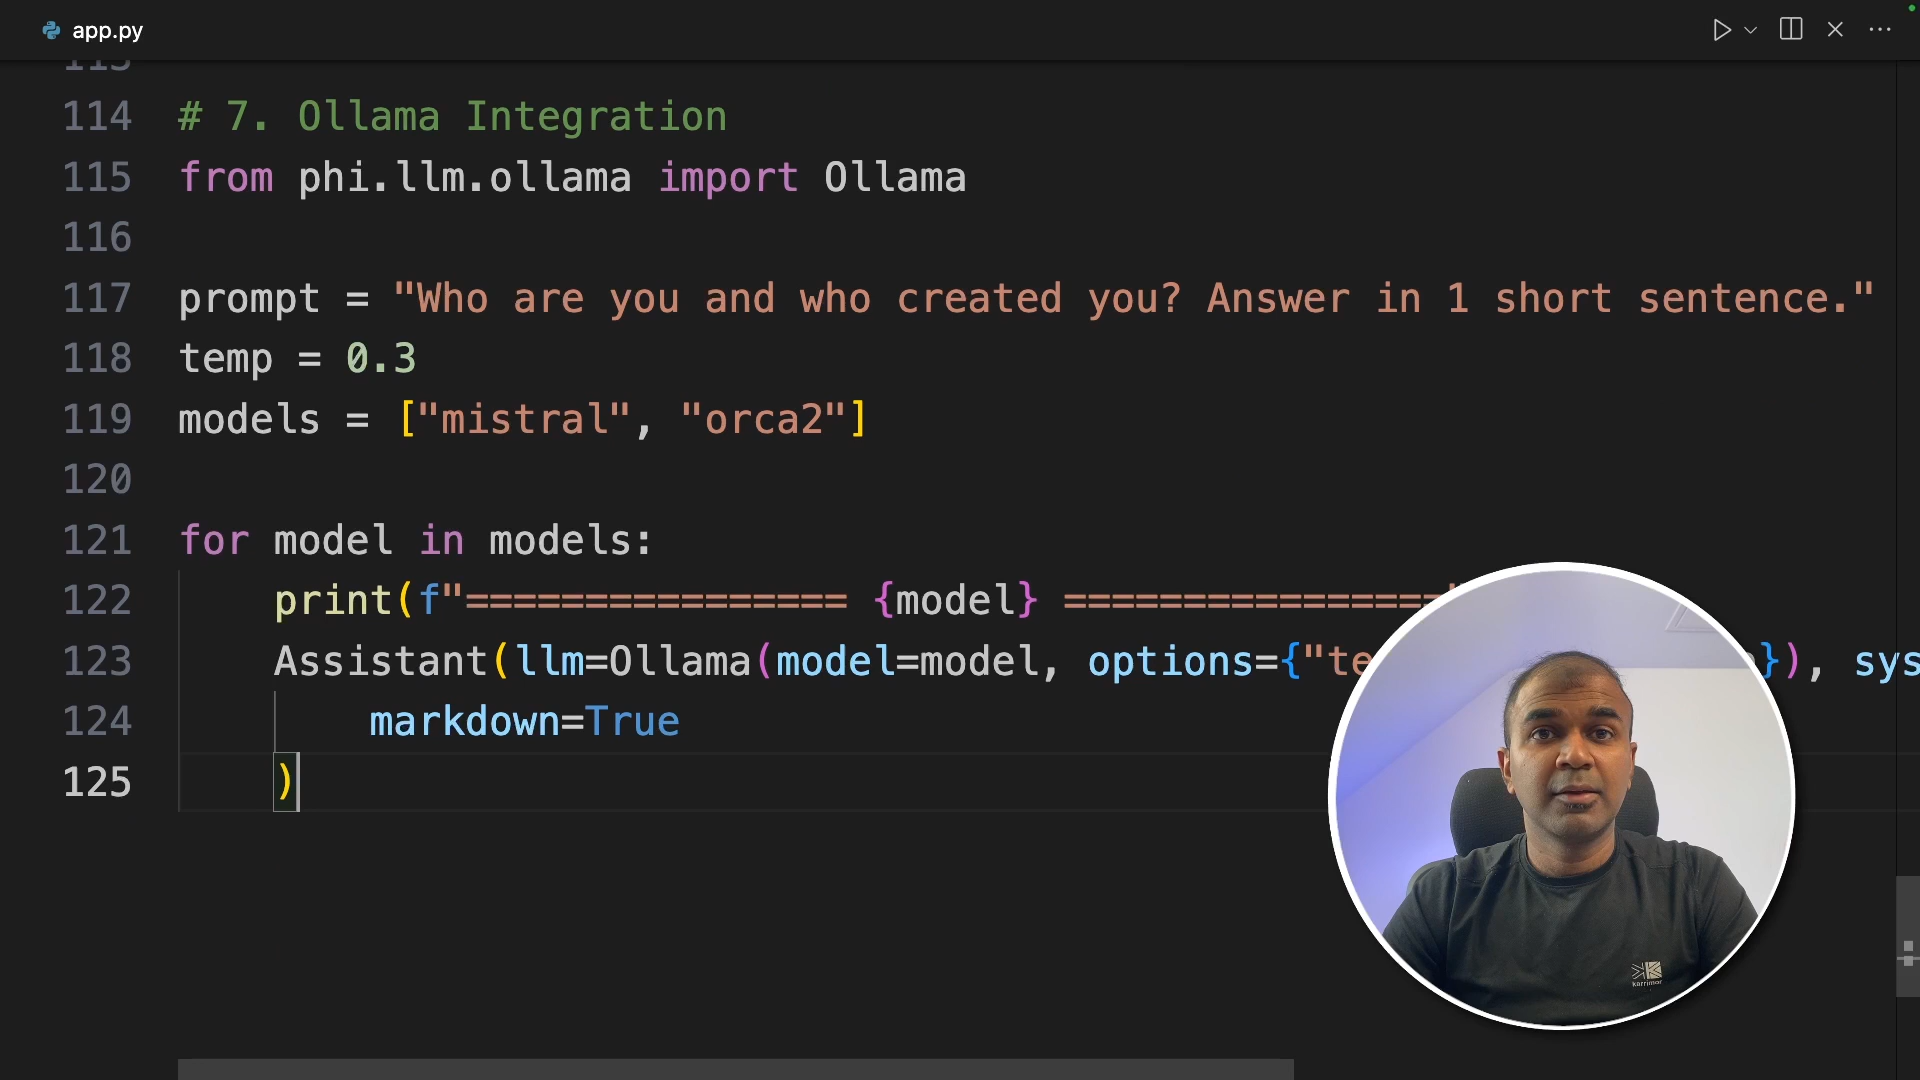 app.py
113
114 # 7. Ollama Integration
115 from phi.llm.ollama import Ollama
116
117 prompt = "Who are you and who created you? Answer in 1 short sentence."
118 temp = 0.3
119 models = ["mistral", "orca2"]
120
121 for model in models:
122 print(f"================ {model} ================"
123 Assistant(llm=Ollama(model=model, options={"te }), sys
124 markdown=True
125 )
karrimor